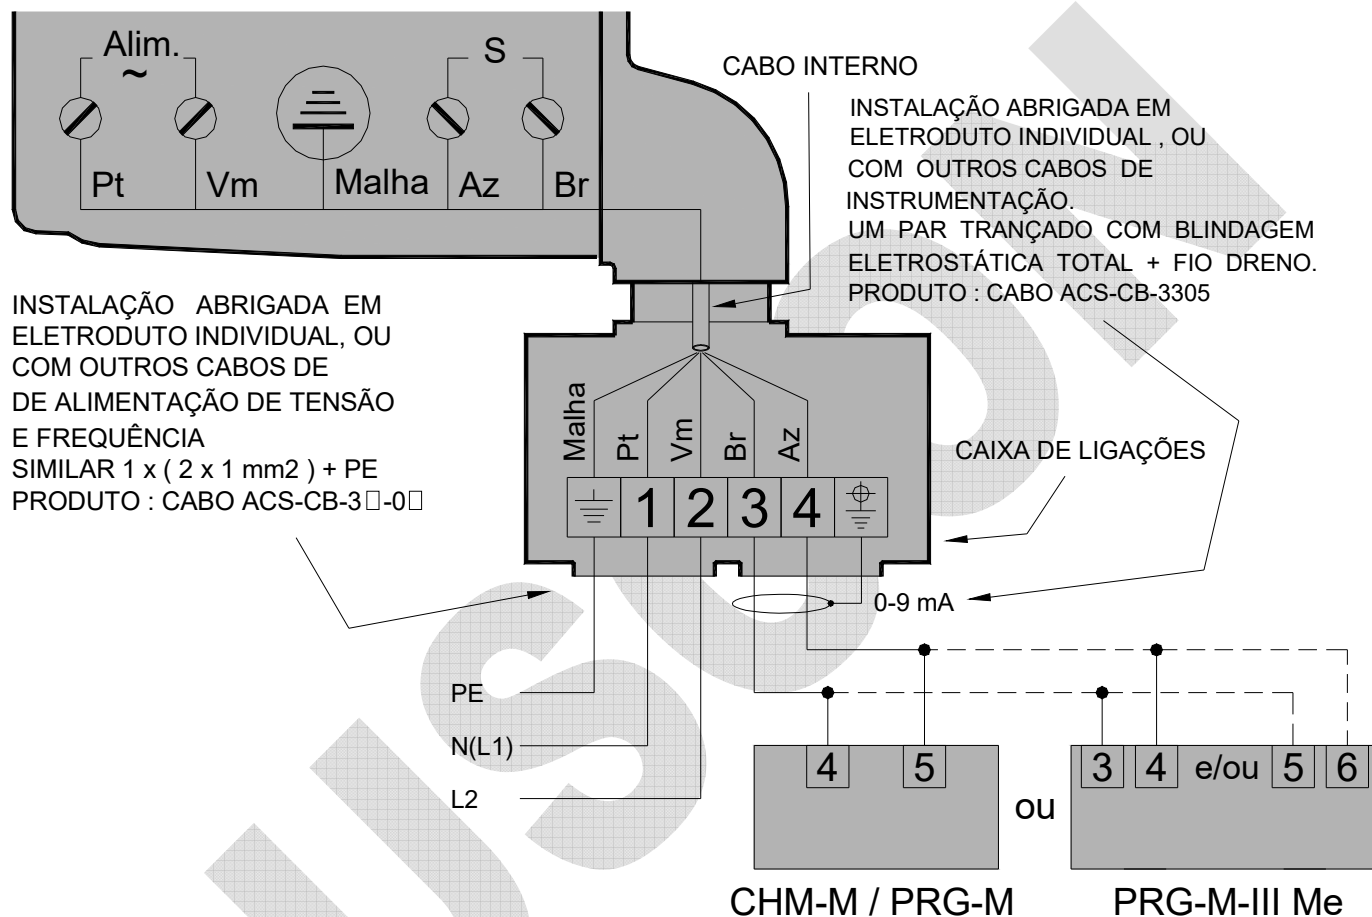 Alim.
~
S
Pt
Vm
Malha
Az
Br
CABO INTERNO
INSTALAÇÃO ABRIGADA EM
ELETRODUTO INDIVIDUAL , OU
COM OUTROS CABOS DE
INSTRUMENTAÇÃO.
UM PAR TRANÇADO COM BLINDAGEM
ELETROSTÁTICA TOTAL + FIO DRENO.
PRODUTO : CABO ACS-CB-3305
INSTALAÇÃO ABRIGADA EM
ELETRODUTO INDIVIDUAL, OU
COM OUTROS CABOS DE
DE ALIMENTAÇÃO DE TENSÃO
E FREQUÊNCIA
SIMILAR 1 x ( 2 x 1 mm2 ) + PE
PRODUTO : CABO ACS-CB-3□-0□
Malha
Pt
Vm
Br
Az
CAIXA DE LIGAÇÕES
1 2 3 4
0-9 mA
PE
N(L1)
L2
4 5
ou
3 4 e/ou 5 6
CHM-M / PRG-M
PRG-M-III Me